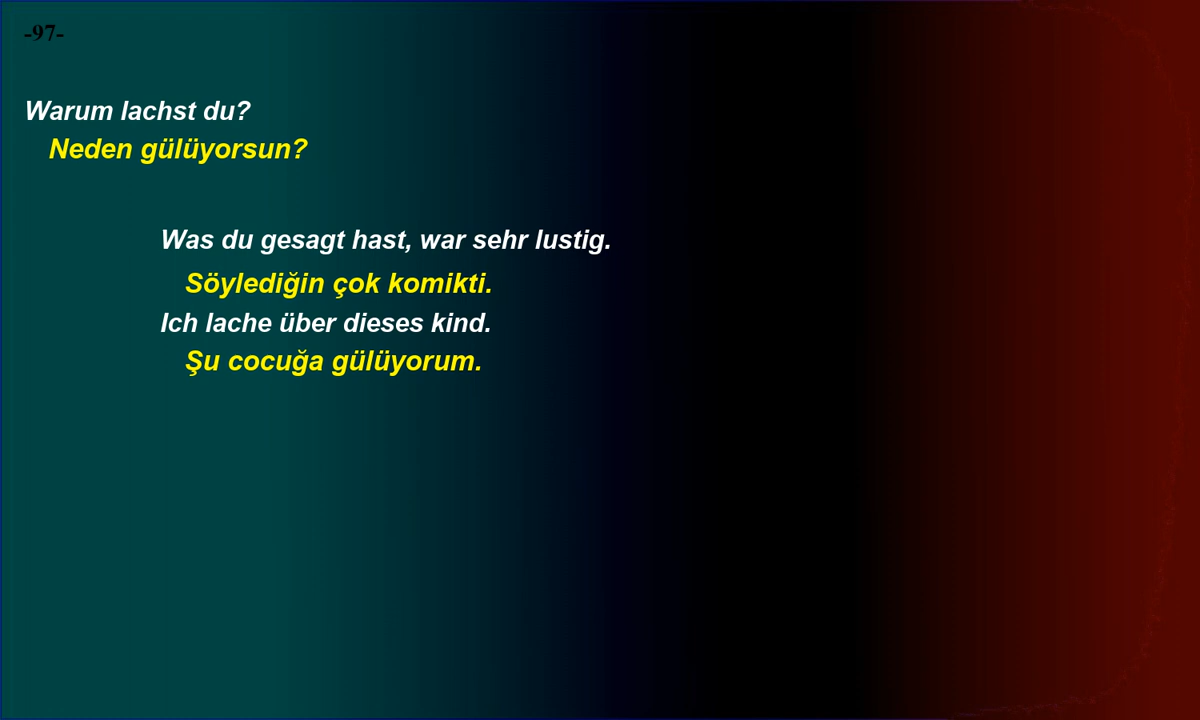 -97-
Warum lachst du?
Neden gülüyorsun?
Was du gesagt hast, war sehr lustig.
Söylediğin çok komikti.
Ich lache über dieses kind.
Şu cocuğa gülüyorum.